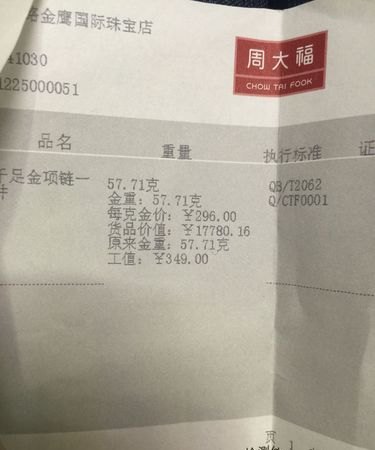 金鹰国际珠宝店
41030
1225000051
周大福
CHOW TAI FOOK
品名
重量
执行标准
证
千足金项链一
件
57.71克
金重：57.71克
每克金价：￥296.00
货品价值：￥17780.16
原来金重：57.71克
工值：￥349.00
QB/T2062
Q/CTF0001
页